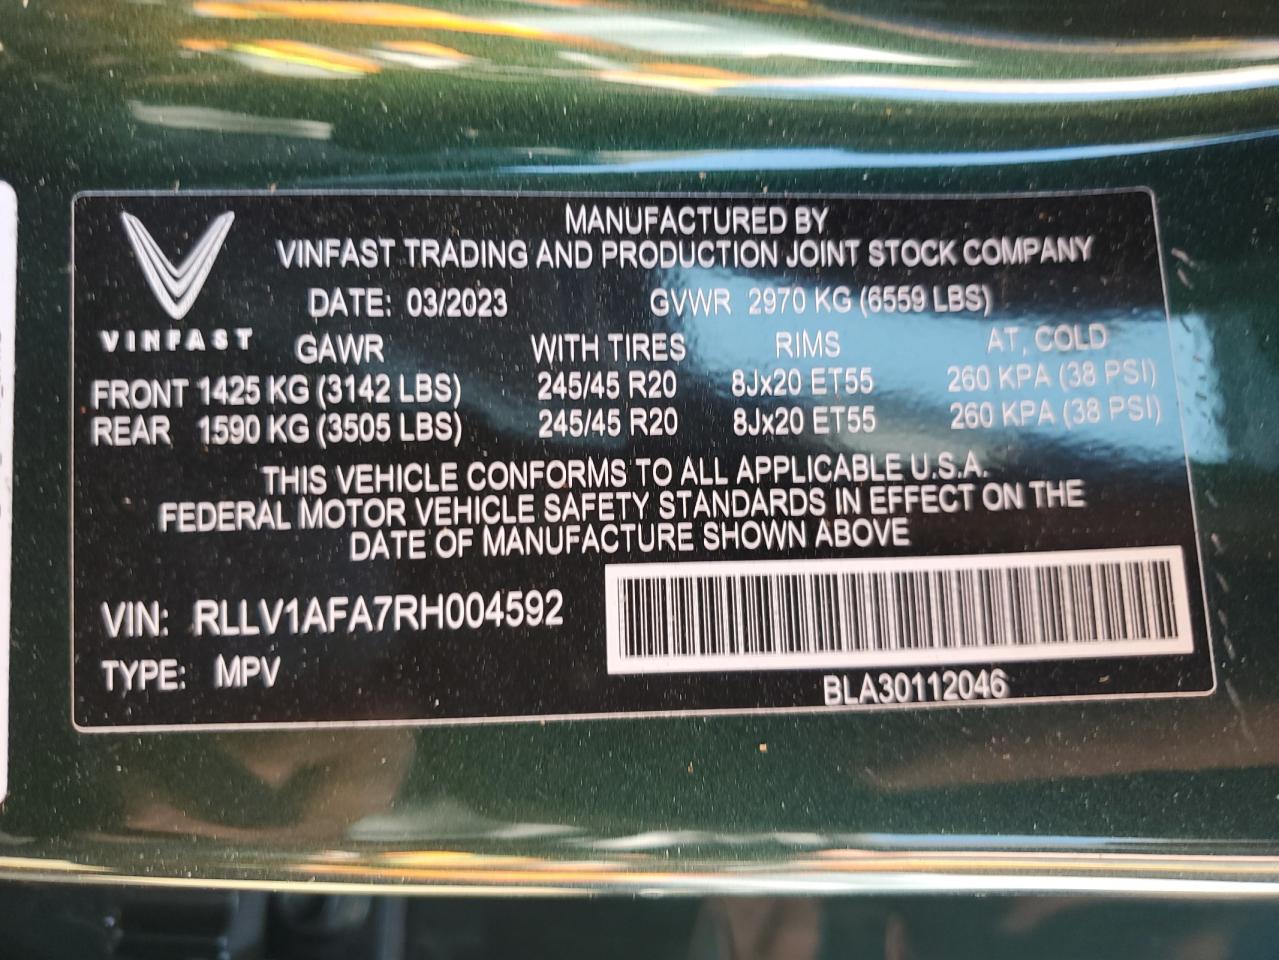 MANUFACTURED BY
VINFAST TRADING AND PRODUCTION JOINT STOCK COMPANY
DATE: 03/2023 GVWR 2970 KG (6559 LBS)
VINFAST
GAWR WITH TIRES RIMS AT, COLD
FRONT 1425 KG (3142 LBS) 245/45 R20 8Jx20 ET55 260 KPA (38 PSI)
REAR 1590 KG (3505 LBS) 245/45 R20 8Jx20 ET55 260 KPA (38 PSI)
THIS VEHICLE CONFORMS TO ALL APPLICABLE U.S.A.
FEDERAL MOTOR VEHICLE SAFETY STANDARDS IN EFFECT ON THE
DATE OF MANUFACTURE SHOWN ABOVE
VIN: RLLV1AFA7RH004592
TYPE: MPV
BLA30112046